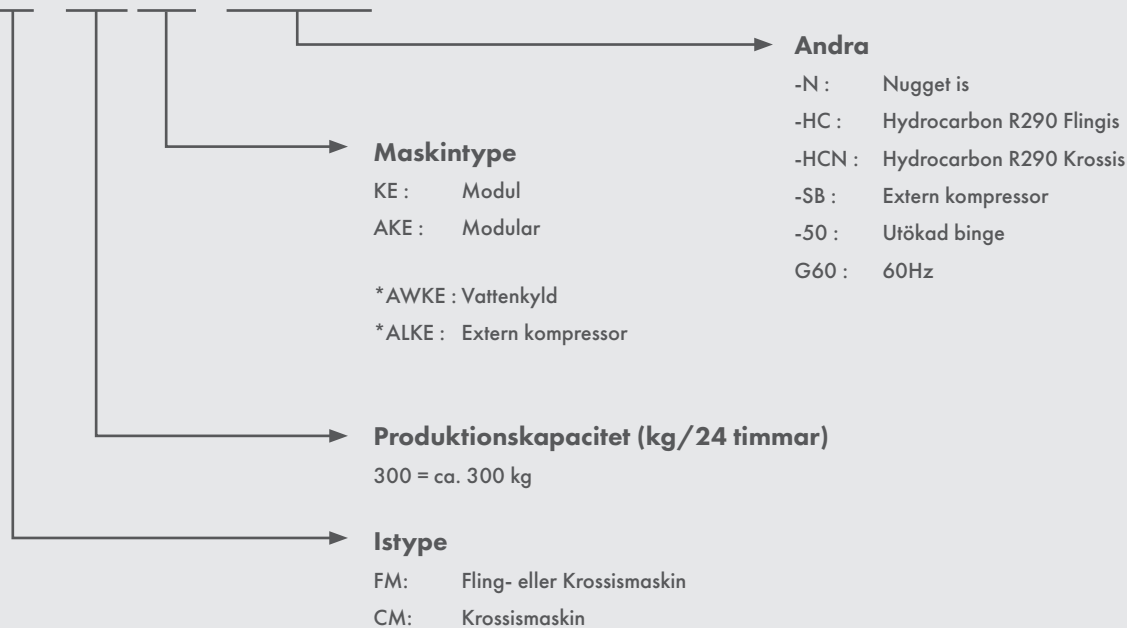 Andra
-N : Nugget is
-HC : Hydrocarbon R290 Flingis
-HCN : Hydrocarbon R290 Krossis
-SB : Extern kompressor
-50 : Utökad binge
G60 : 60Hz
Maskintype
KE : Modul
AKE : Modular
*AWKE : Vattenkyld
*ALKE : Extern kompressor
Produktionskapacitet (kg/24 timmar)
300 = ca. 300 kg
Istype
FM: Fling- eller Krossismaskin
CM: Krossismaskin